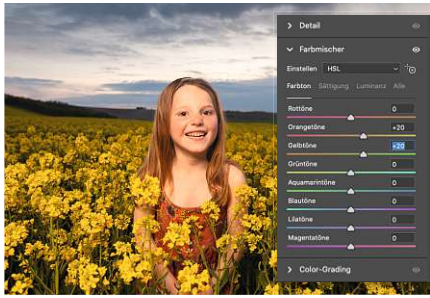 Detail
Farbmischer
Einstellen HSL
Farbton Sättigung Luminanz Alle
Rottöne 0
Orangetöne +20
Gelbtöne +20
Grüntöne 0
Aquamarintöne 0
Blautöne 0
Lilatöne 0
Magentatöne 0
Color-Grading